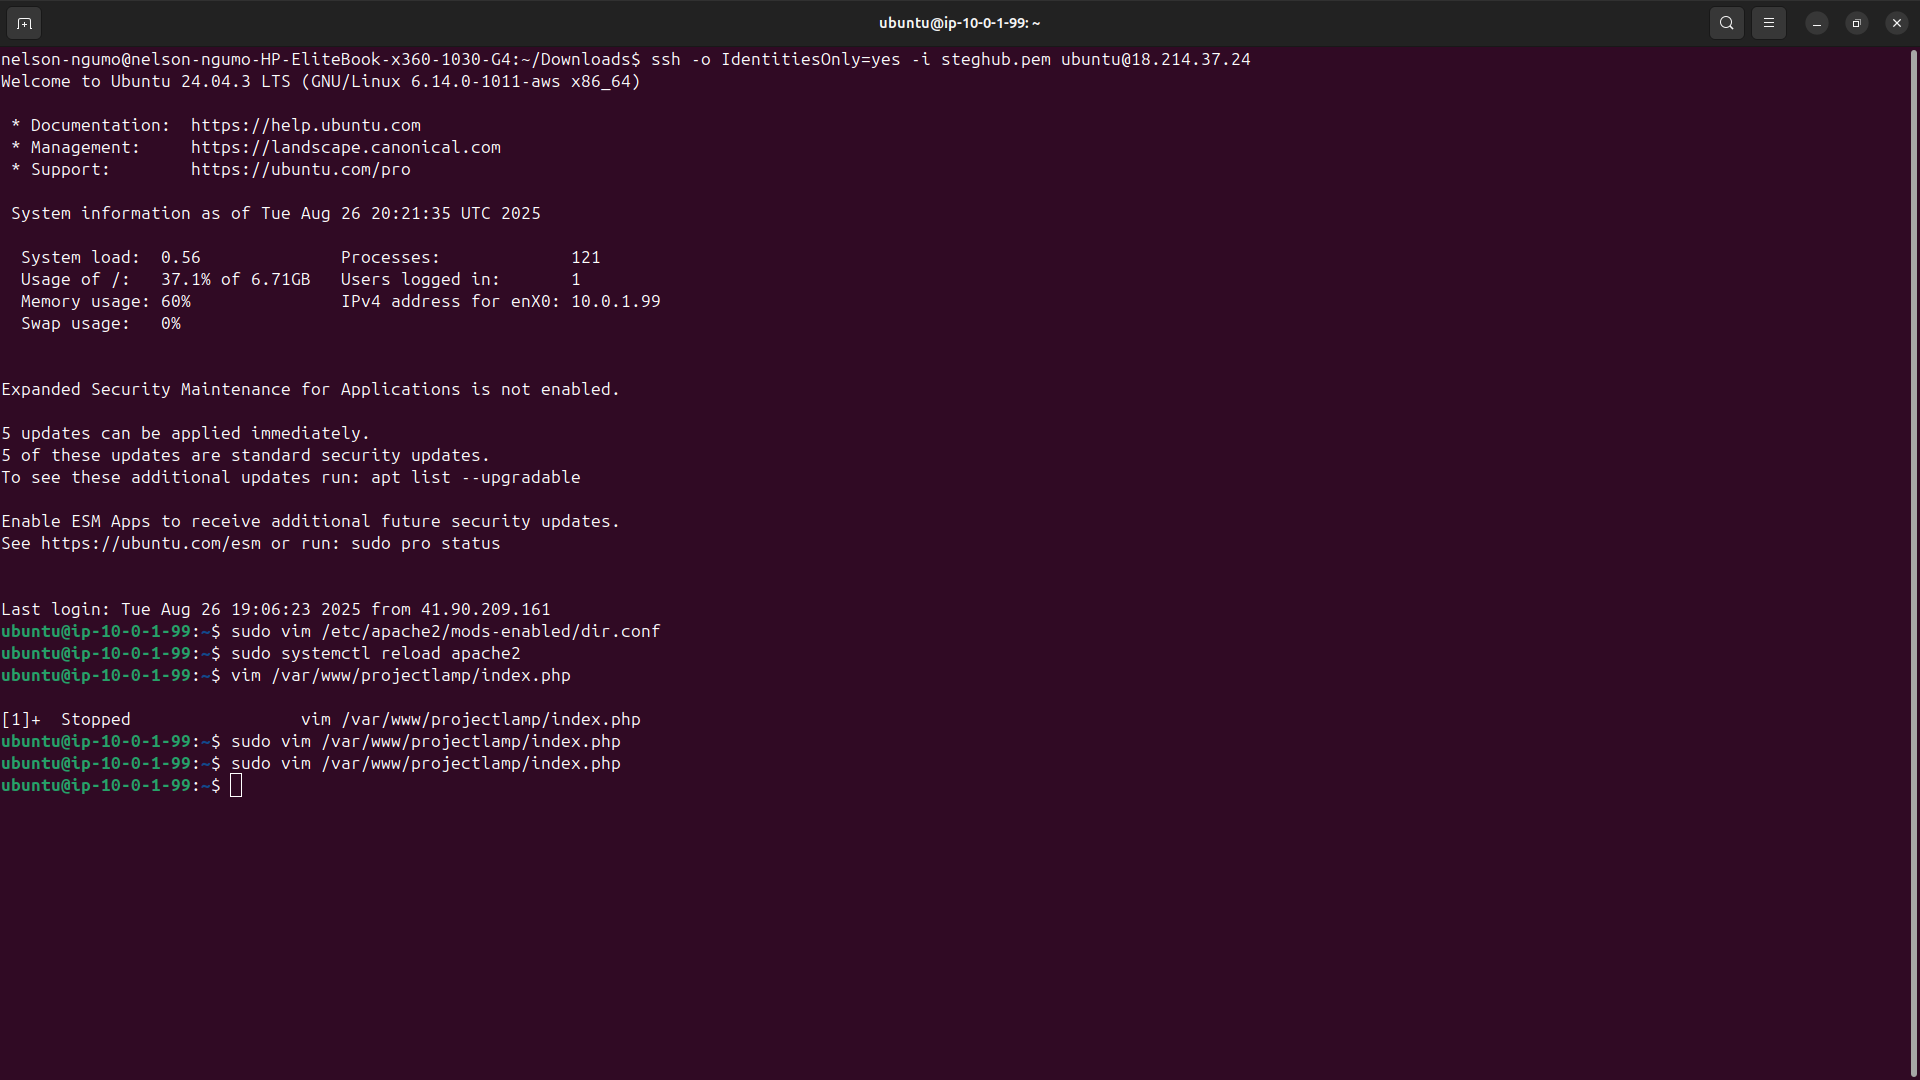 ubuntu@ip-10-0-1-99: ~
nelson-ngumo@nelson-ngumo-HP-EliteBook-x360-1030-G4:~/Downloads$ ssh -o IdentitiesOnly=yes -i steghub.pem ubuntu@18.214.37.24
Welcome to Ubuntu 24.04.3 LTS (GNU/Linux 6.14.0-1011-aws x86_64)
* Documentation:  https://help.ubuntu.com
* Management:     https://landscape.canonical.com
* Support:        https://ubuntu.com/pro
System information as of Tue Aug 26 20:21:35 UTC 2025
System load:  0.56              Processes:             121
Usage of /:   37.1% of 6.71GB   Users logged in:       1
Memory usage: 60%               IPv4 address for enX0: 10.0.1.99
Swap usage:   0%
Expanded Security Maintenance for Applications is not enabled.
5 updates can be applied immediately.
5 of these updates are standard security updates.
To see these additional updates run: apt list --upgradable
Enable ESM Apps to receive additional future security updates.
See https://ubuntu.com/esm or run: sudo pro status
Last login: Tue Aug 26 19:06:23 2025 from 41.90.209.161
ubuntu@ip-10-0-1-99:~$ sudo vim /etc/apache2/mods-enabled/dir.conf
ubuntu@ip-10-0-1-99:~$ sudo systemctl reload apache2
ubuntu@ip-10-0-1-99:~$ vim /var/www/projectlamp/index.php
[1]+  Stopped                 vim /var/www/projectlamp/index.php
ubuntu@ip-10-0-1-99:~$ sudo vim /var/www/projectlamp/index.php
ubuntu@ip-10-0-1-99:~$ sudo vim /var/www/projectlamp/index.php
ubuntu@ip-10-0-1-99:~$